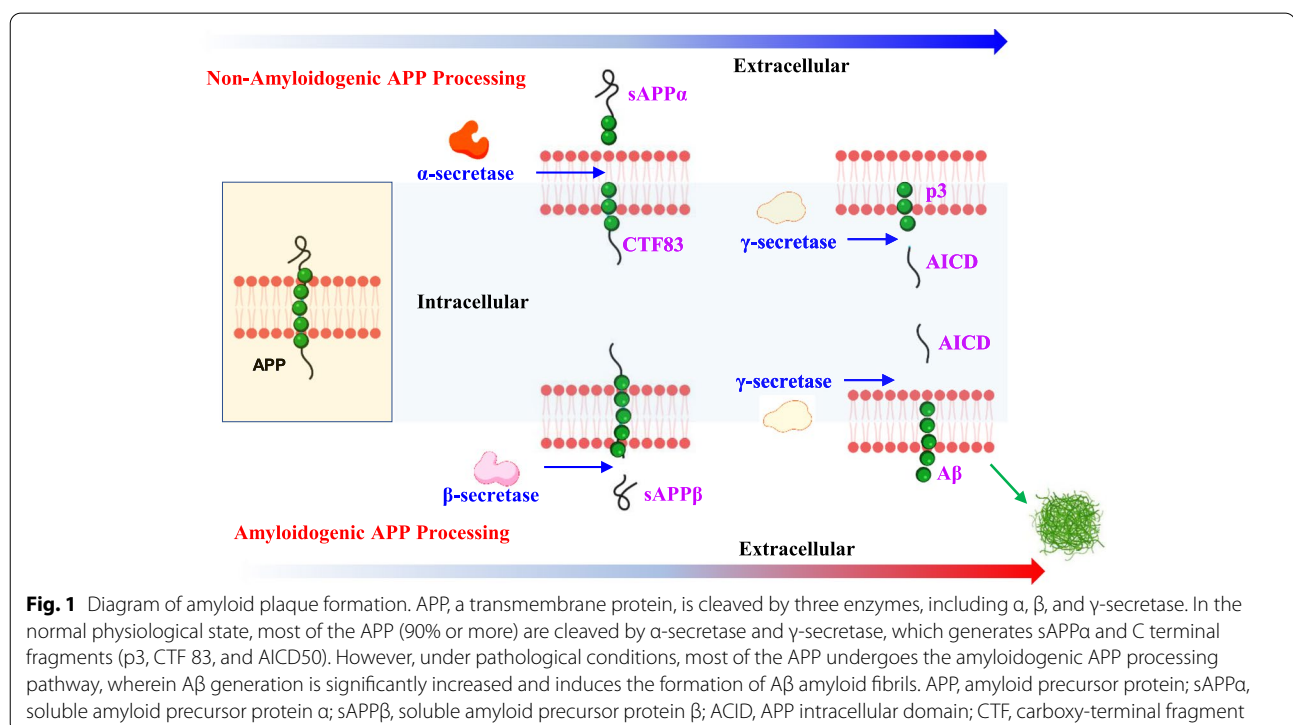 Extracellular
Non-Amyloidogenic APP Processing
sAPPα
α-secretase
p3
CTF83
γ-secretase
AICD
Intracellular
APP
AICD
γ-secretase
Aβ
β-secretase
sAPPβ
Amyloidogenic APP Processing
Extracellular
Fig. 1 Diagram of amyloid plaque formation. APP, a transmembrane protein, is cleaved by three enzymes, including α, β, and γ-secretase. In the
normal physiological state, most of the APP (90% or more) are cleaved by α-secretase and γ-secretase, which generates sAPPα and C terminal
fragments (p3, CTF 83, and AICD50). However, under pathological conditions, most of the APP undergoes the amyloidogenic APP processing
pathway, wherein Aβ generation is significantly increased and induces the formation of Aβ amyloid fibrils. APP, amyloid precursor protein; sAPPα,
soluble amyloid precursor protein α; sAPPβ, soluble amyloid precursor protein β; ACID, APP intracellular domain; CTF, carboxy-terminal fragment